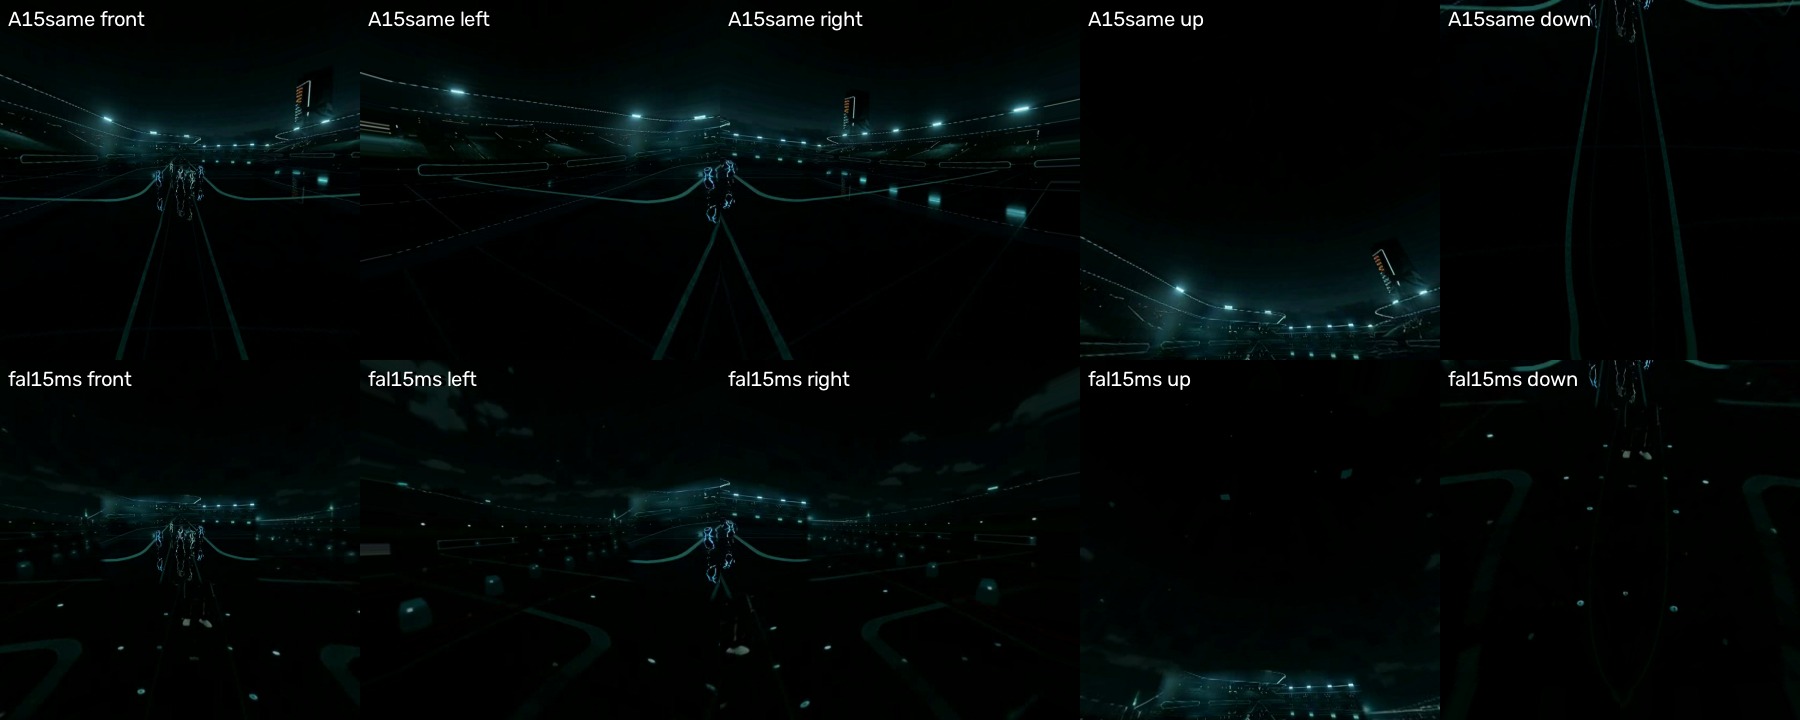 A15same front
A15same left
A15same right
A15same up
A15same down
fal15ms front
fal15ms left
fal15ms right
fal15ms up
fal15ms down